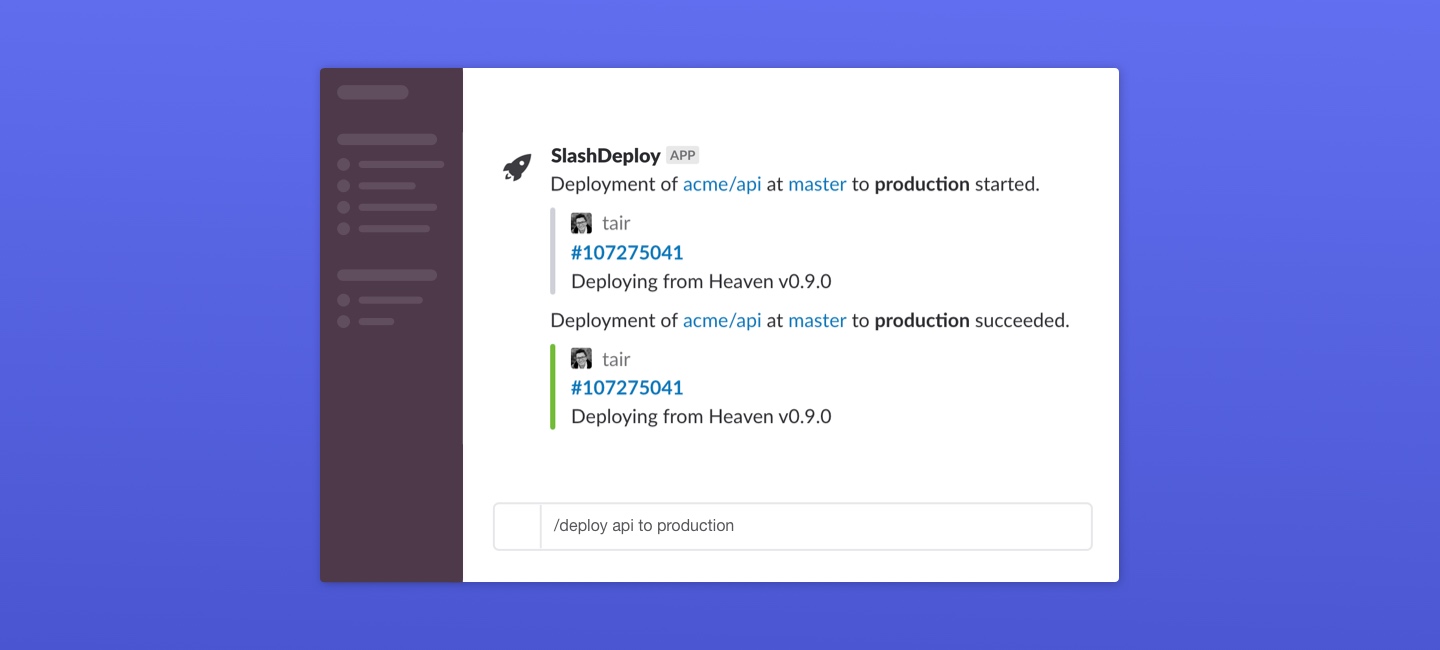 SlashDeploy APP
Deployment of acme/api at master to production started.
tair
#107275041
Deploying from Heaven v0.9.0
Deployment of acme/api at master to production succeeded.
tair
#107275041
Deploying from Heaven v0.9.0
/deploy api to production